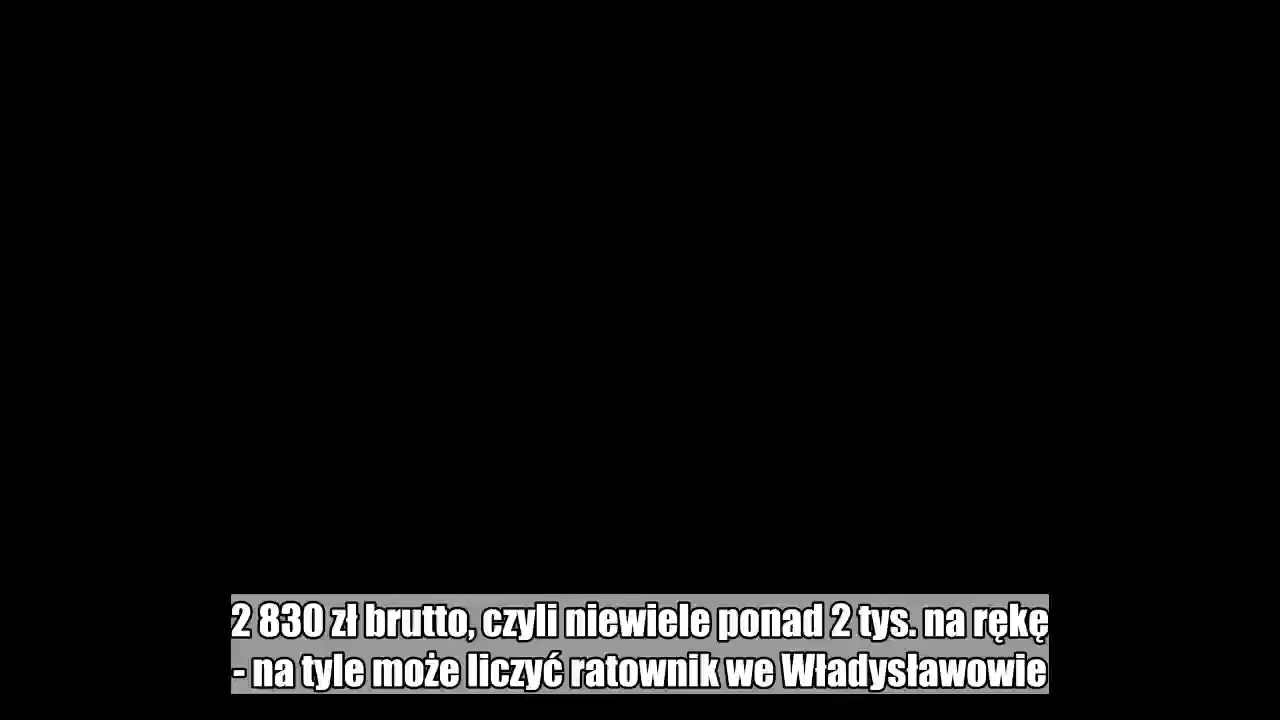 2 830 zł brutto, czyli niewiele ponad 2 tys. na rękę
- na tyle może liczyć ratownik we Władysławowie